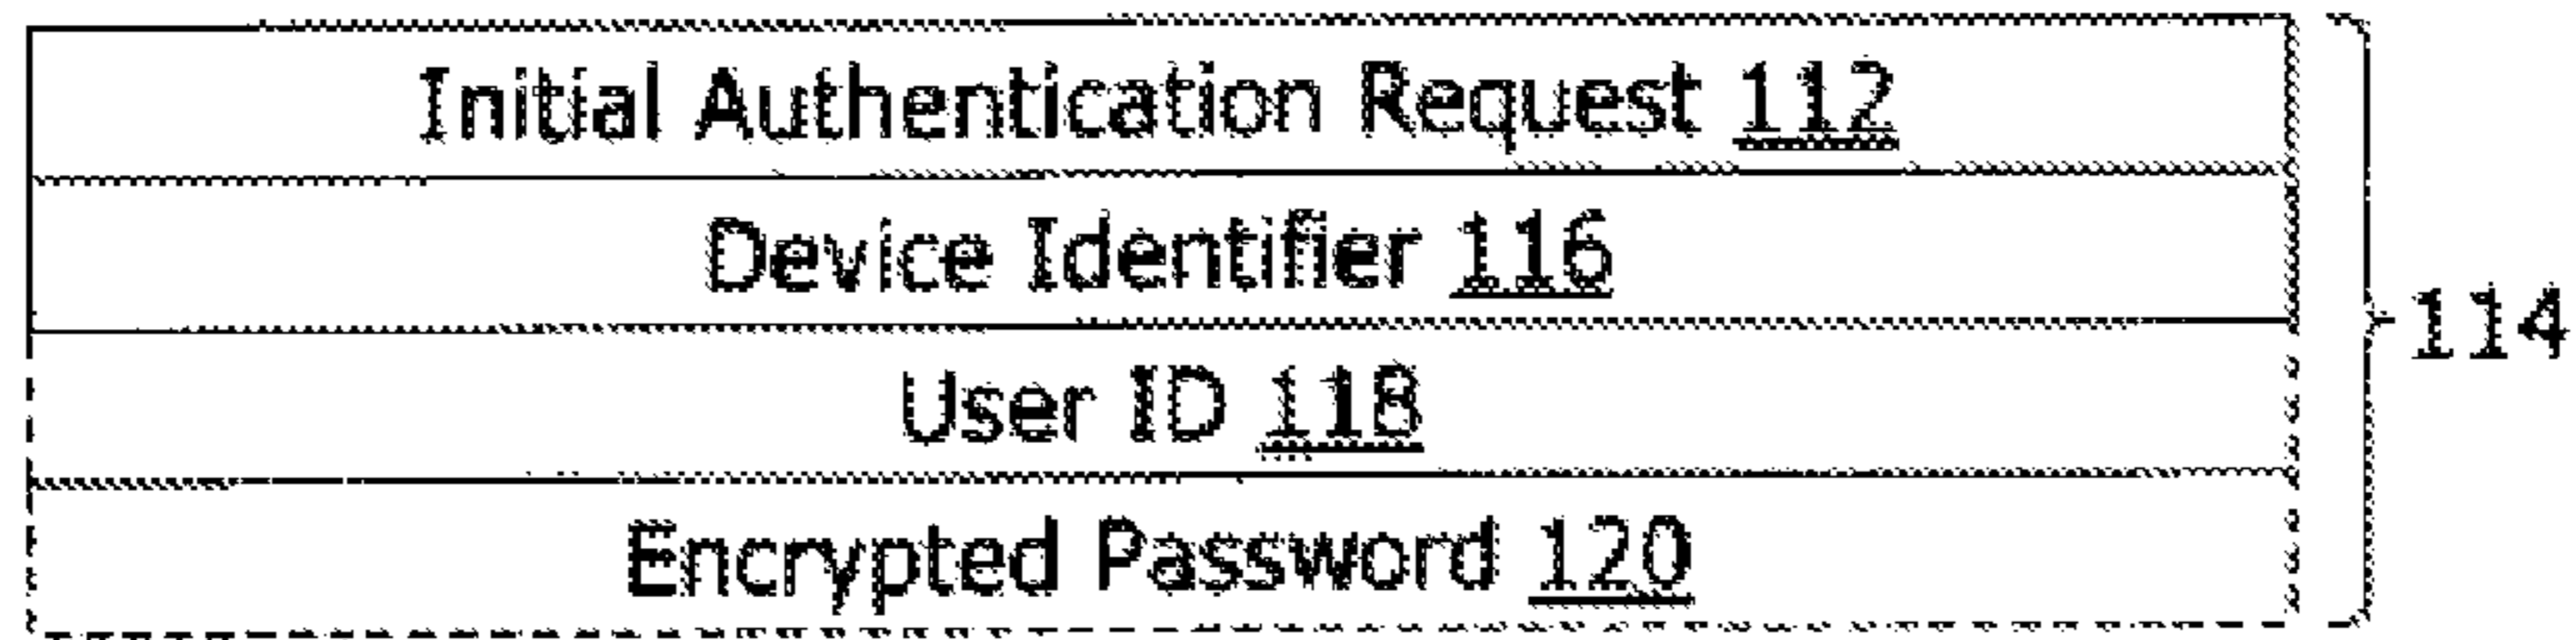 Initial Authentication Request 112
Device Identifier 116
User ID 118
Encrypted Password 120
114